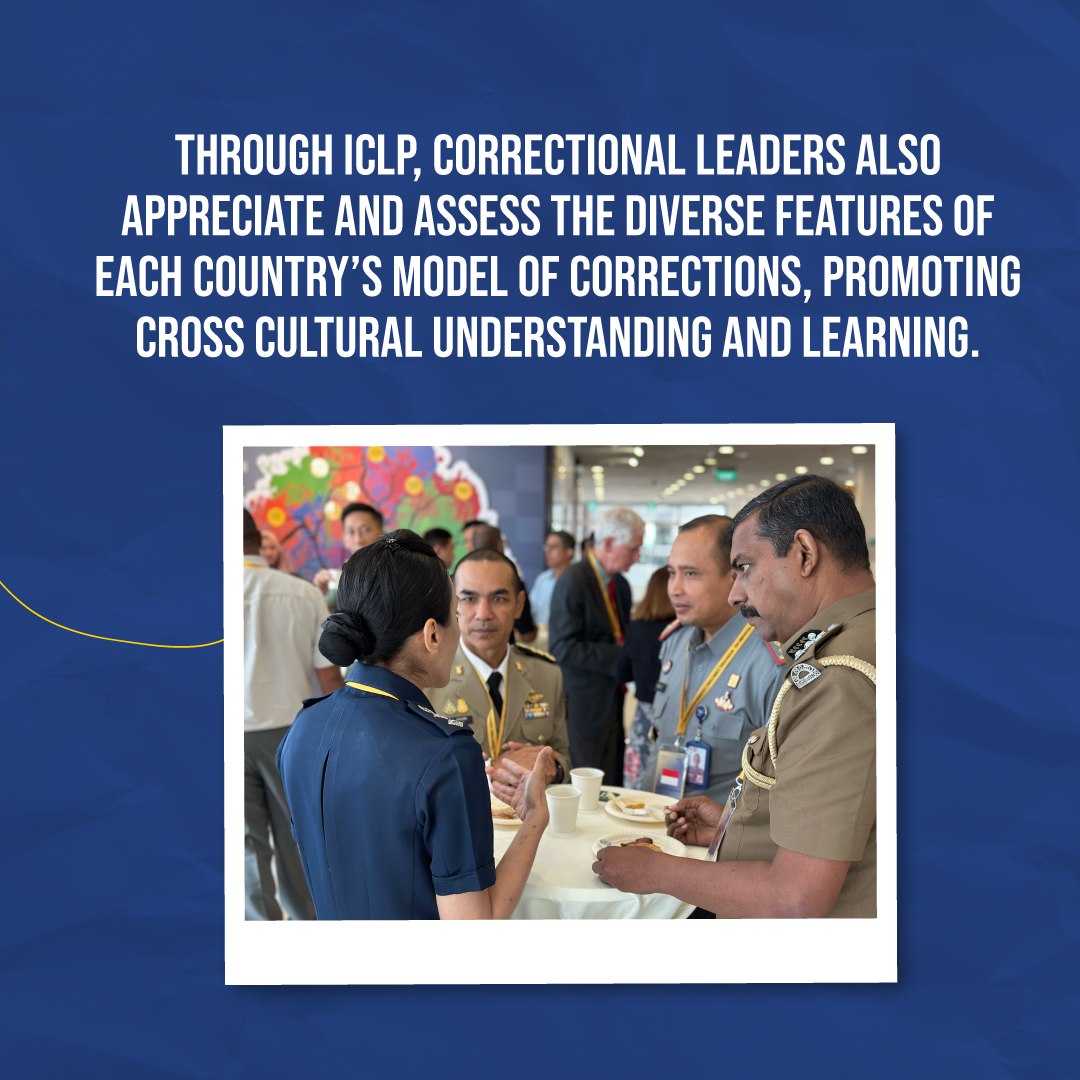 THROUGH ICLP, CORRECTIONAL LEADERS ALSO
APPRECIATE AND ASSESS THE DIVERSE FEATURES OF
EACH COUNTRY’S MODEL OF CORRECTIONS, PROMOTING
CROSS CULTURAL UNDERSTANDING AND LEARNING.